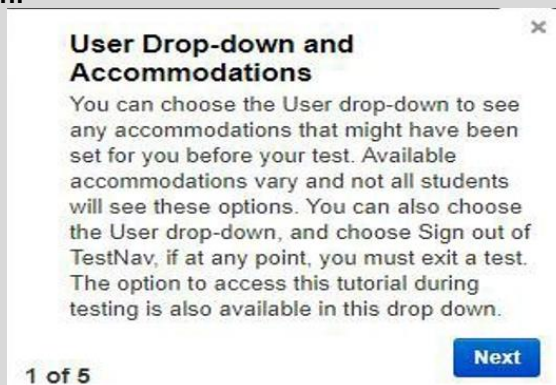 User Drop-down and
Accommodations
You can choose the User drop-down to see
any accommodations that might have been
set for you before your test. Available
accommodations vary and not all students
will see these options. You can also choose
the User drop-down, and choose Sign out of
TestNav, if at any point, you must exit a test.
The option to access this tutorial during
testing is also available in this drop down.
Next
1 of 5